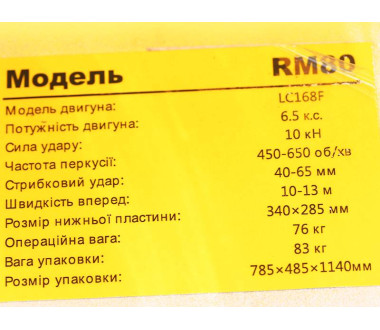 Модель RM80
Модель двигуна: LC168F
Потужність двигуна: 6.5 к.с.
Сила удару: 10 кН
Частота перкусії: 450-650 об/хв
Стрибковий удар: 40-65 мм
Швидкість вперед: 10-13 м
Розмір нижньої пластини: 340×285 мм
Операційна вага: 76 кг
Вага упаковки: 83 кг
Розмір упаковки: 785×485×1140мм